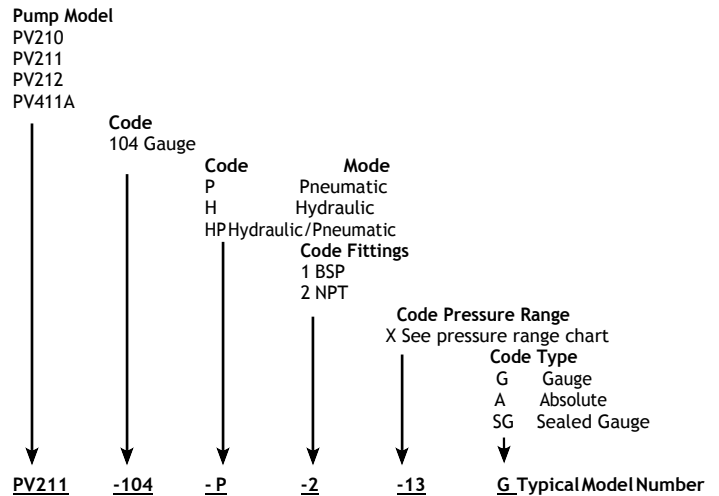 Pump Model
PV210
PV211
PV212
PV411A
Code
104 Gauge
Code Mode
P Pneumatic
H Hydraulic
HP Hydraulic/Pneumatic
Code Fittings
1 BSP
2 NPT
Code Pressure Range
X See pressure range chart
Code Type
G Gauge
A Absolute
SG Sealed Gauge
PV211 -104 - P -2 -13 G Typical Model Number